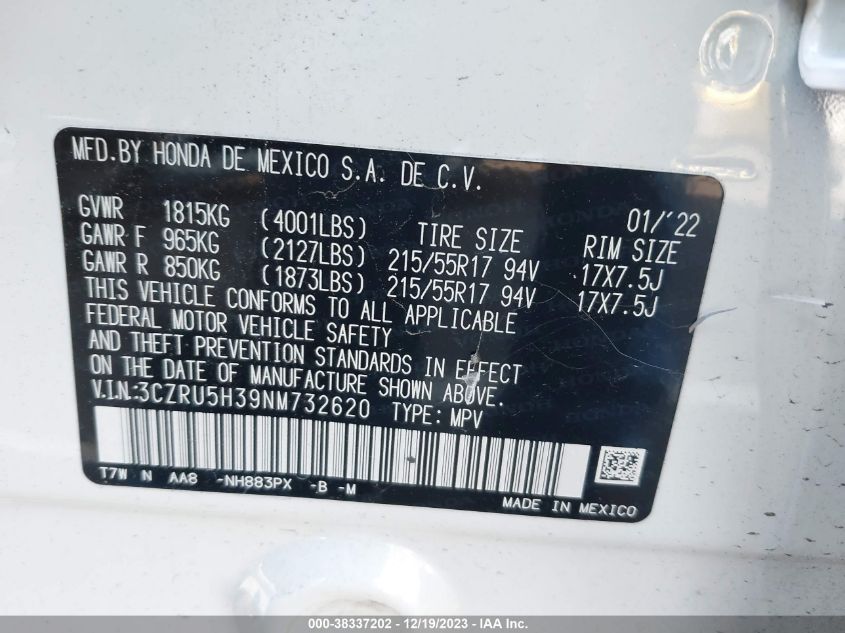 MFD.BY HONDA DE MEXICO S.A. DE C.V.
01/'22
GVWR 1815KG (4001LBS) TIRE SIZE RIM SIZE
GAWR F 965KG (2127LBS) 215/55R17 94V 17X7.5J
GAWR R 850KG (1873LBS) 215/55R17 94V 17X7.5J
THIS VEHICLE CONFORMS TO ALL APPLICABLE
FEDERAL MOTOR VEHICLE SAFETY
AND THEFT PREVENTION STANDARDS IN EFFECT
ON THE DATE OF MANUFACTURE SHOWN ABOVE.
V.I.N:3CZRU5H39NM732620 TYPE: MPV
T7W N AA8 -NH883PX -B -M
MADE IN MEXICO
000-38337202 - 12/19/2023 - IAA Inc.